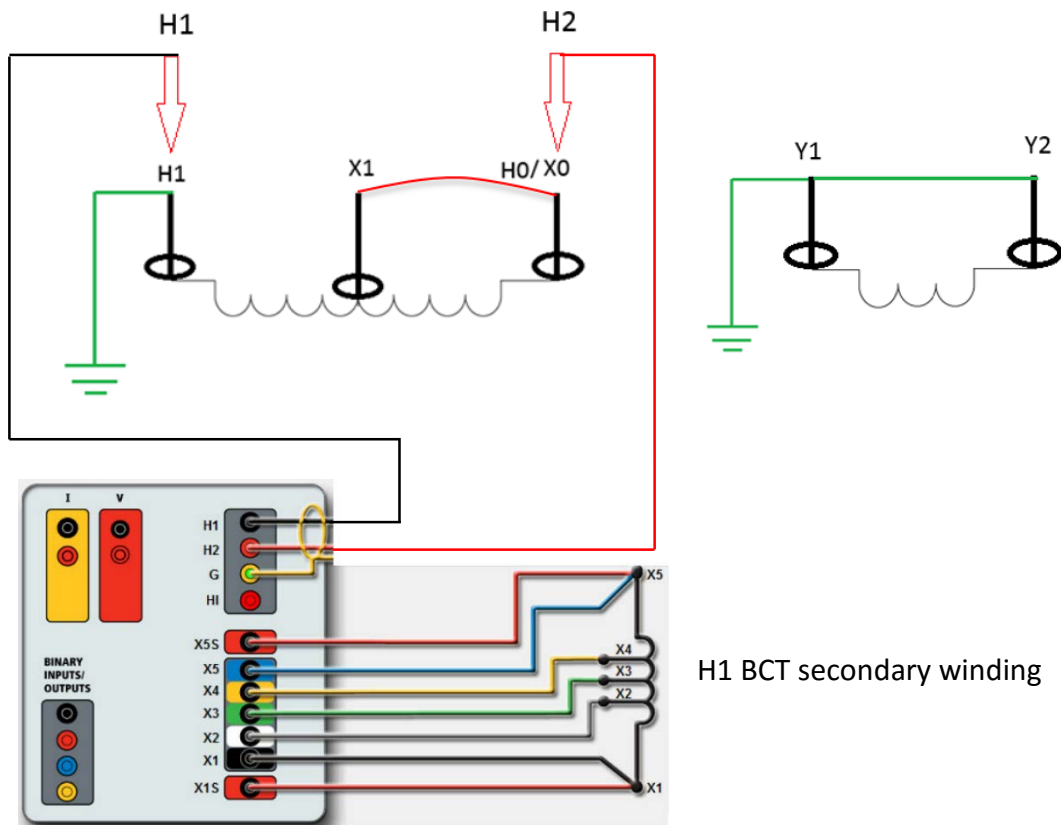 H1
H2
H1
X1
H0/ X0
Y1
Y2
I
V
H1
H2
G
HI
X5S
X5
X4
X3
X2
X1
X1S
BINARY
INPUTS/
OUTPUTS
X5
X4
X3
X2
X1
H1 BCT secondary winding